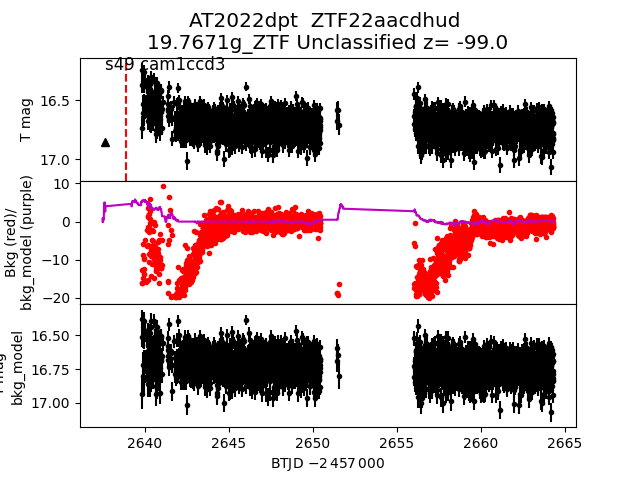 AT2022dpt  ZTF22aacdhud
19.7671g_ZTF Unclassified z= -99.0
s49 cam1ccd3
T mag
16.5
17.0
Bkg (red)/
bkg_model (purple)
10
0
−10
−20
bkg_model
16.50
16.75
17.00
2640 2645 2650 2655 2660 2665
BTJD −2 457 000